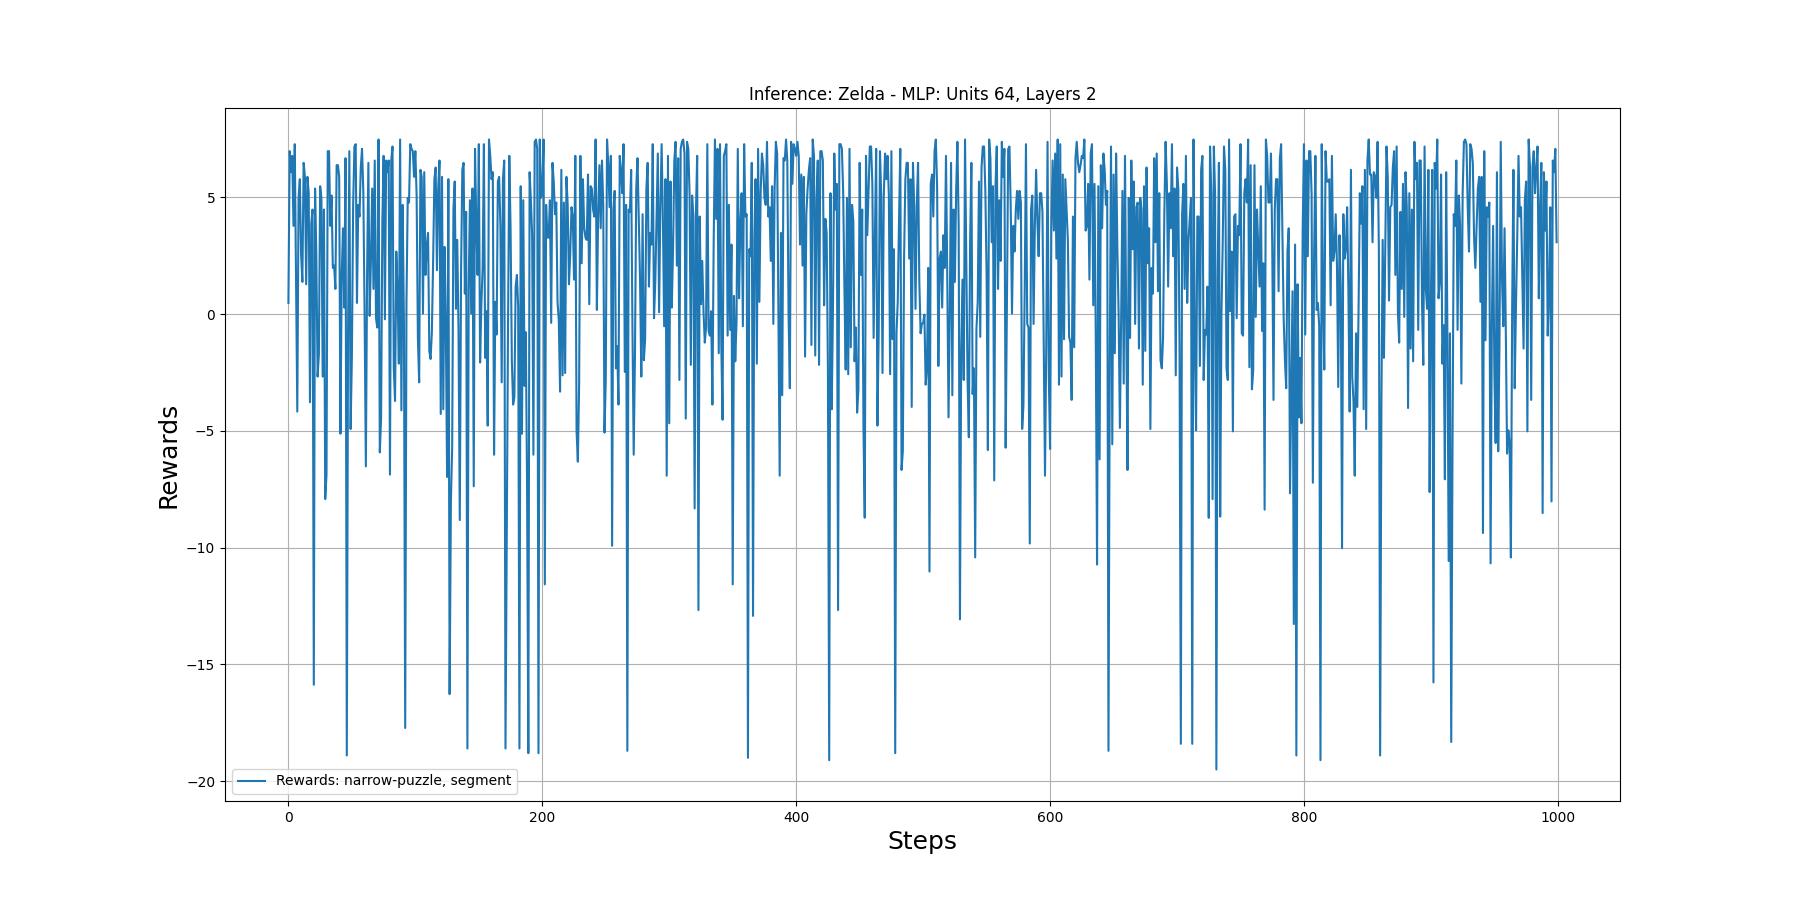 Inference: Zelda - MLP: Units 64, Layers 2
Rewards
5
0
−5
−10
−15
−20
Rewards: narrow-puzzle, segment
0 200 400 600 800 1000
Steps